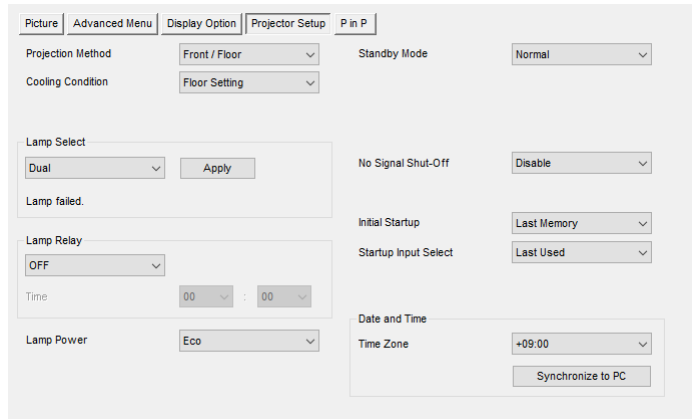 Picture Advanced Menu Display Option Projector Setup P in P
Projection Method Front / Floor
Standby Mode Normal
Cooling Condition Floor Setting
Lamp Select
Dual Apply
Lamp failed.
No Signal Shut-Off Disable
Initial Startup Last Memory
Lamp Relay
OFF
Startup Input Select Last Used
Time 00 : 00
Lamp Power Eco
Date and Time
Time Zone +09:00
Synchronize to PC